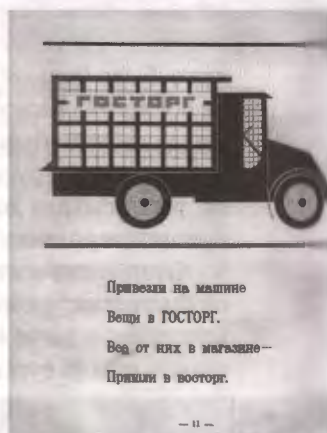 ГОСТОРГ
Привезли на машине
Вещи в ГОСТОРГ.
Все от них в магазине—
Пришли в восторг.
— 11 —